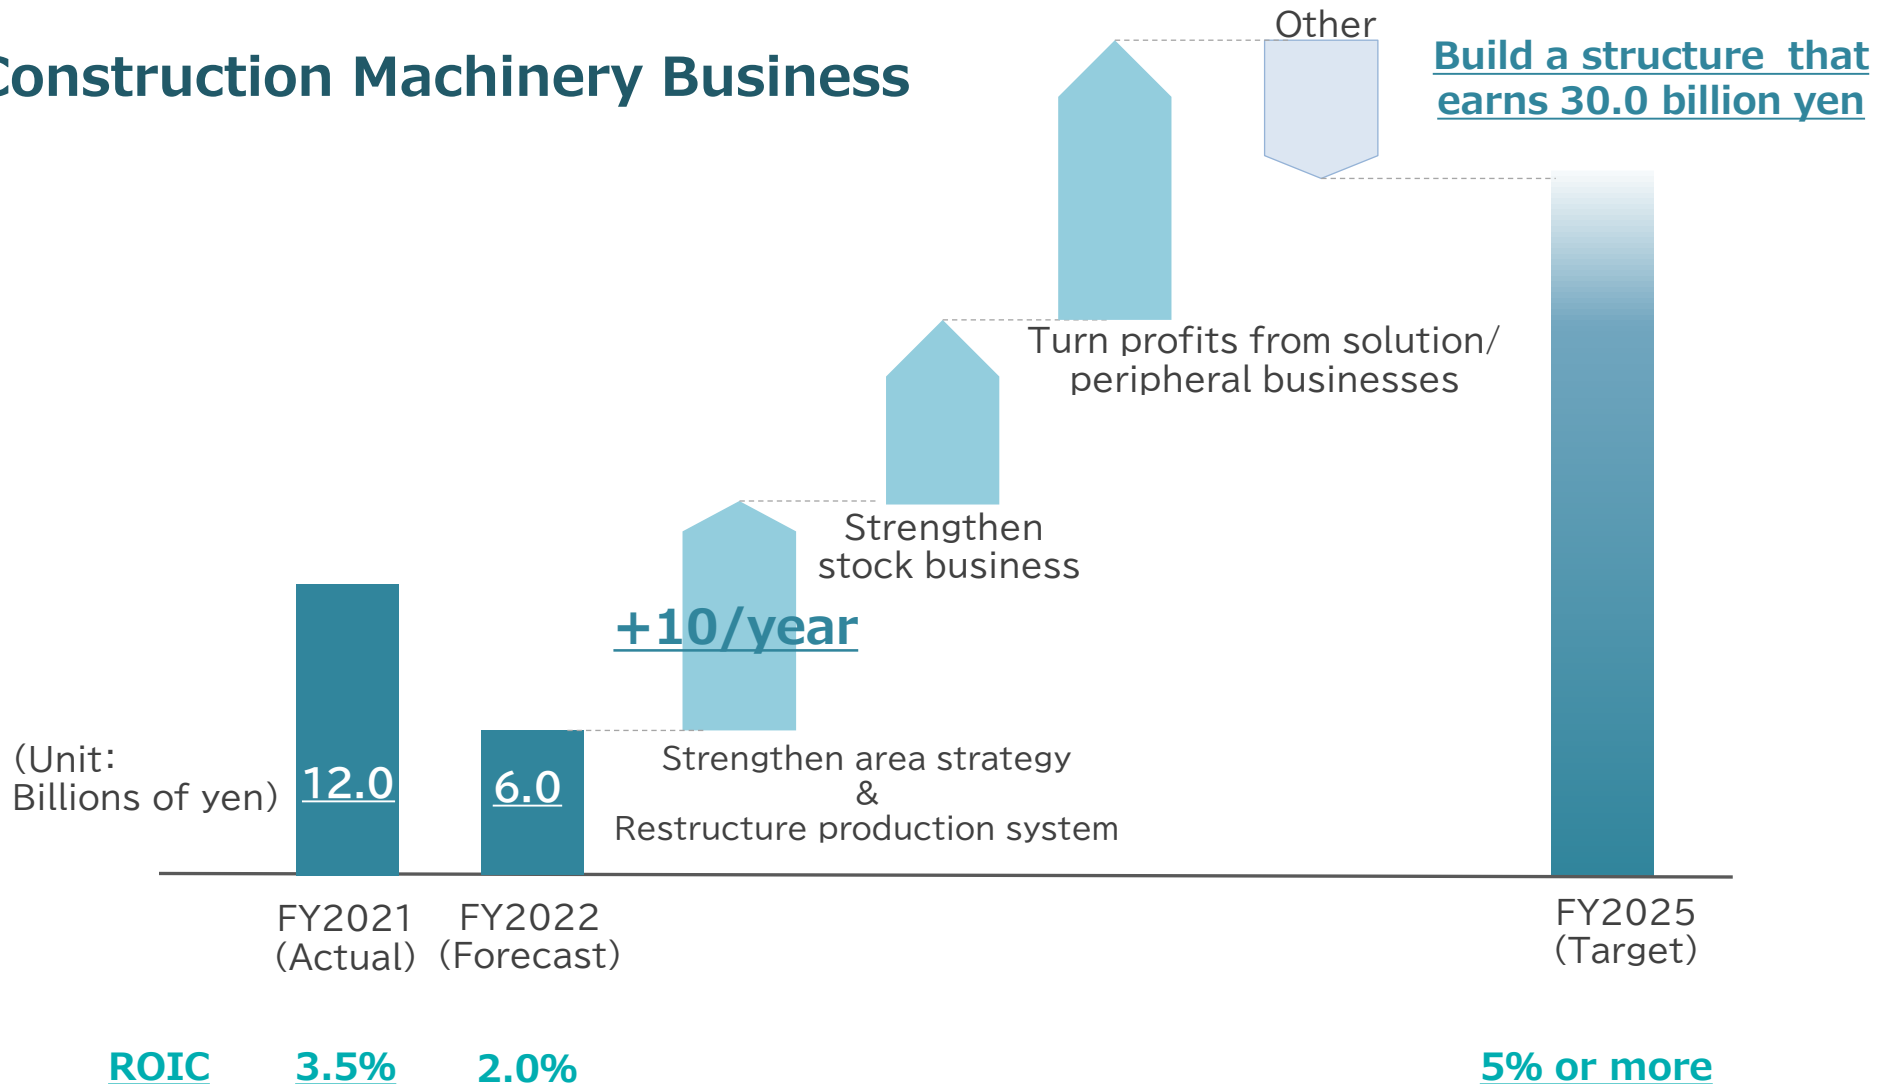 Construction Machinery Business
Other
Build a structure that
earns 30.0 billion yen
Turn profits from solution/
peripheral businesses
Strengthen
stock business
+10/year
(Unit:
Billions of yen)
12.0
6.0
Strengthen area strategy
&
Restructure production system
FY2021
(Actual)
FY2022
(Forecast)
FY2025
(Target)
ROIC
3.5%
2.0%
5% or more